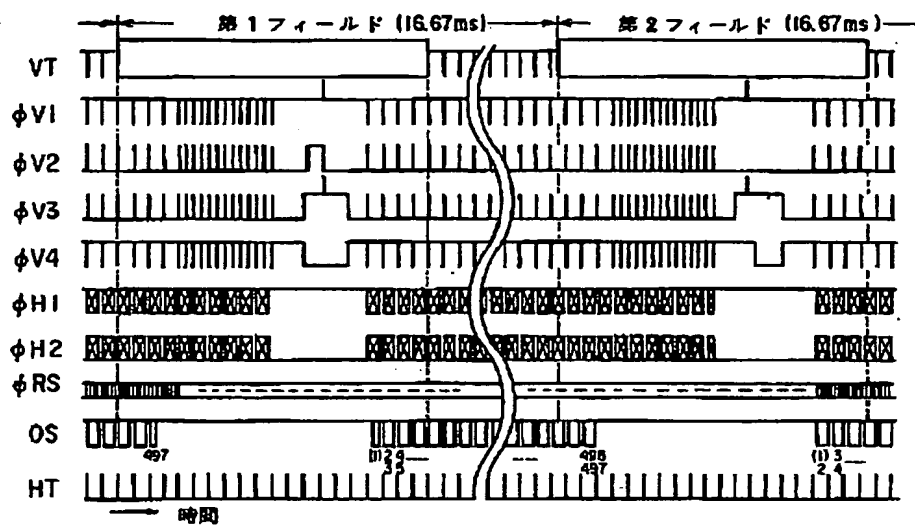 第1フィールド(16.67ms)
第2フィールド(16.67ms)
VT
φV1
φV2
φV3
φV4
φH1
φH2
φRS
OS
497
(1) 2 4
3 5
498
497
(1) 3
2 4
HT
時間